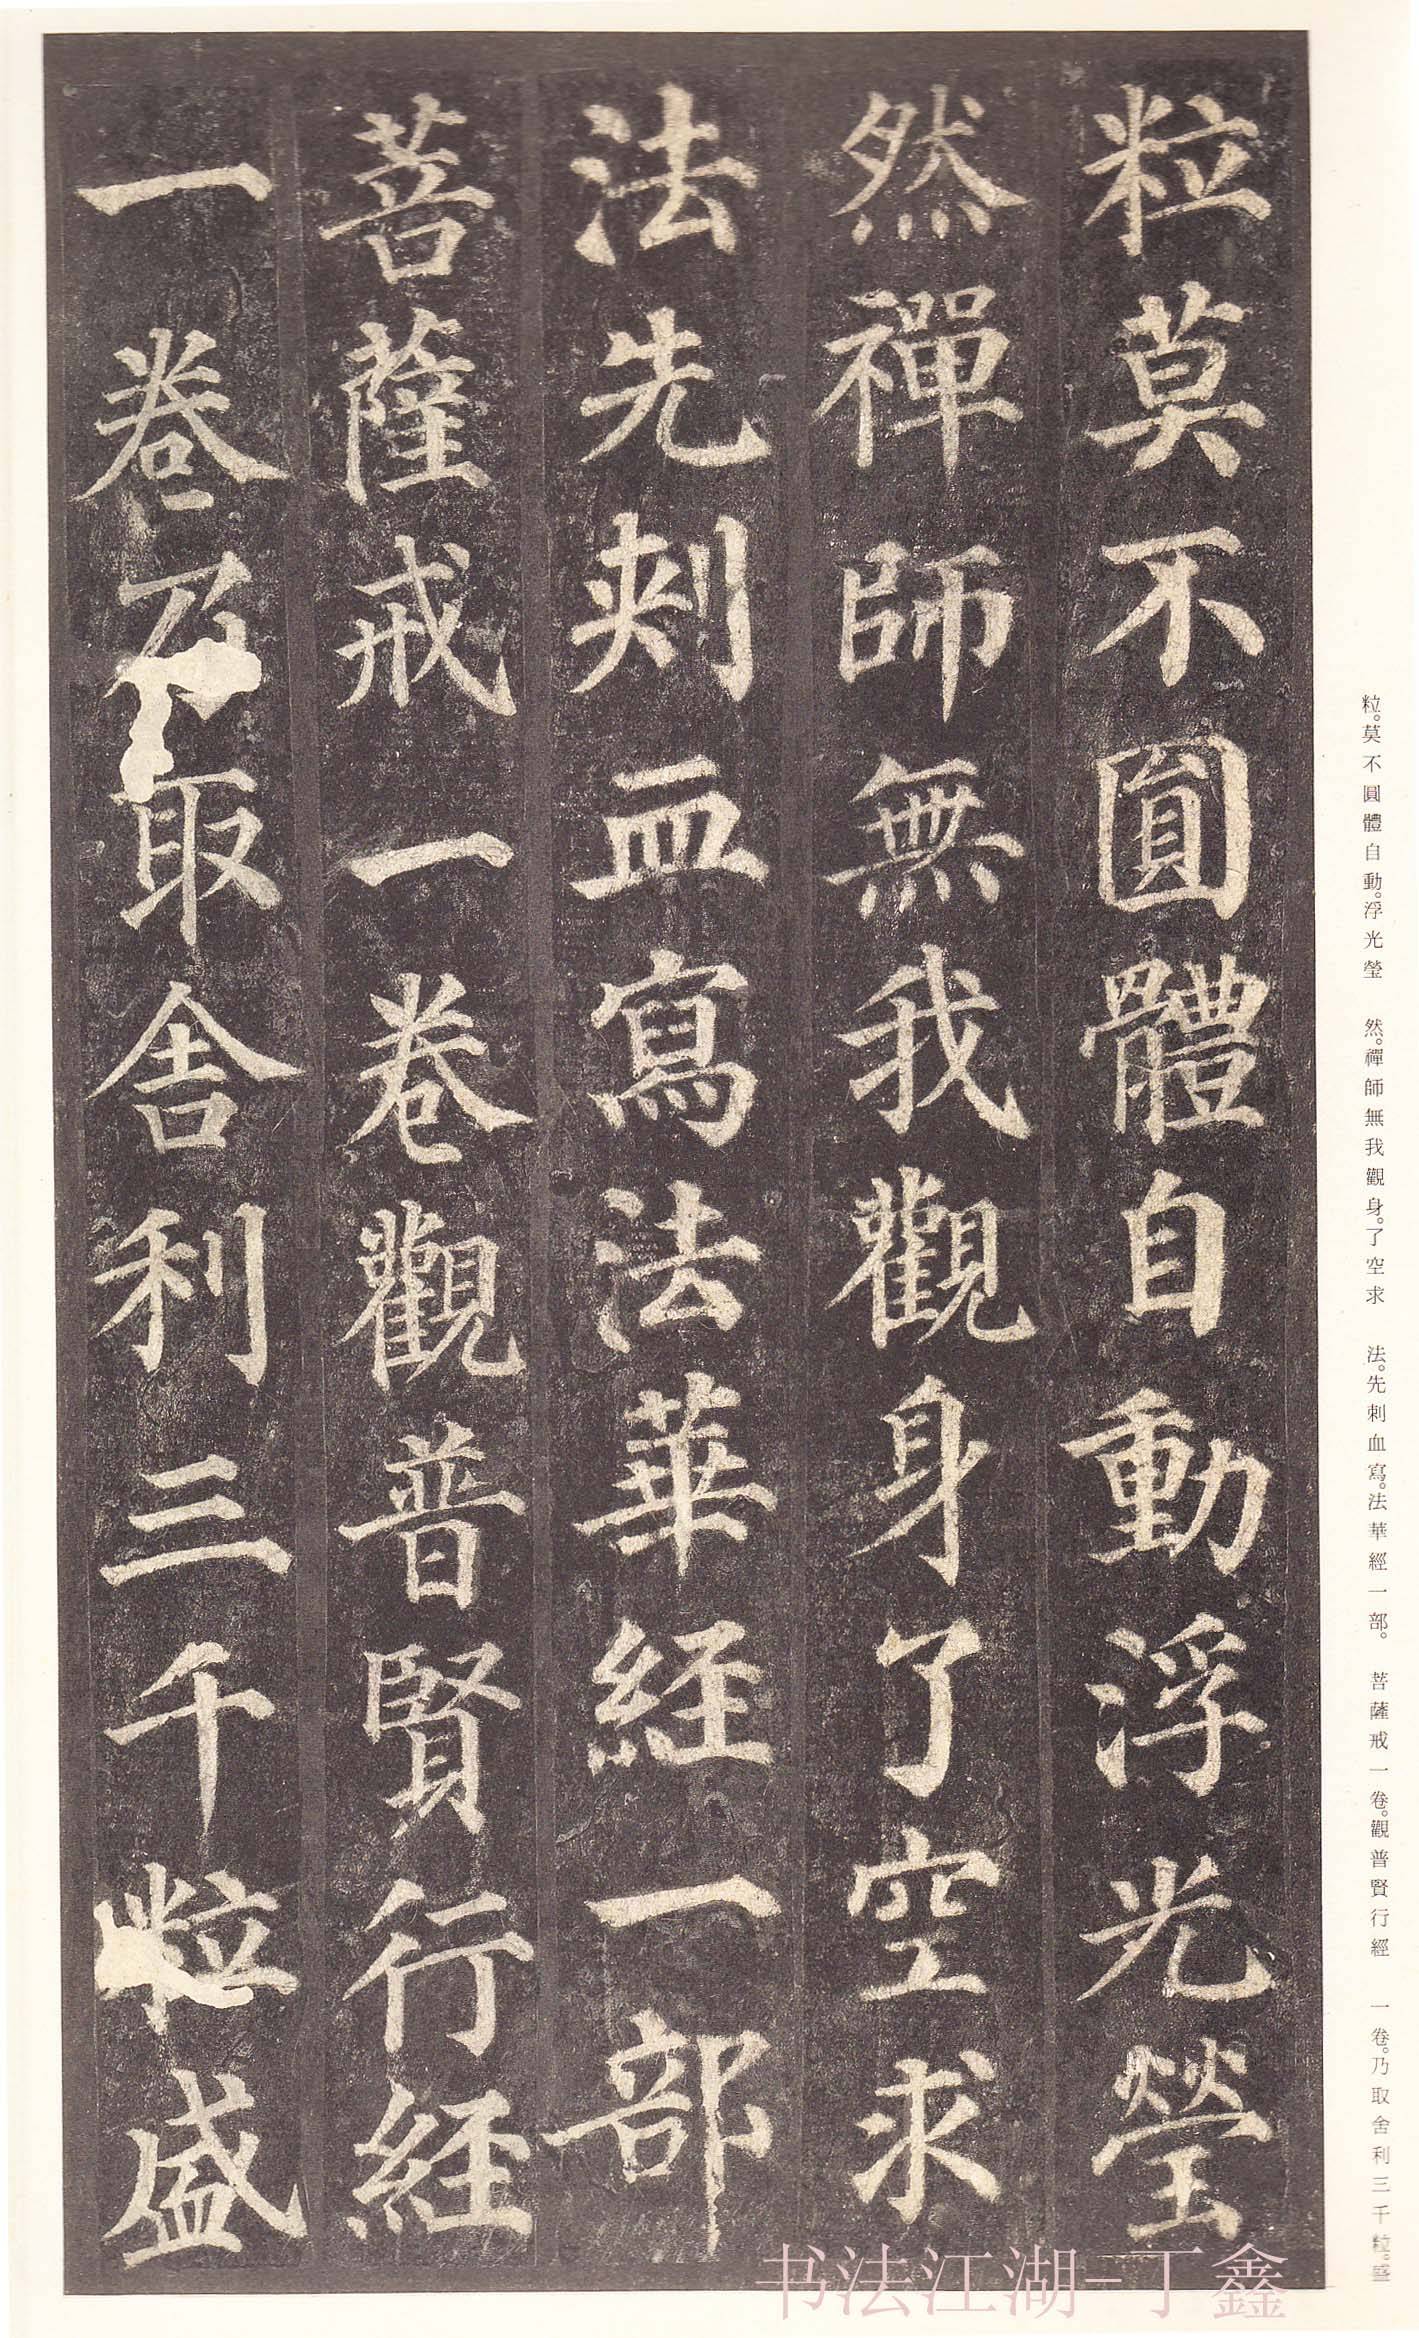 粒莫不圓體自動浮光瑩
然禪師無我觀身了空求
法先刾血寫法華経一部
菩薩戒一卷觀普賢行経
一卷乃取舎利三千粒盛
粒。莫不圓體自動。浮光瑩　然。禪師無我觀身。了空求　法。先刺血寫。法華經一部。　菩薩戒一卷。觀普賢行經　一卷。乃取舍利三千粒。盛
书法江湖-丁鑫